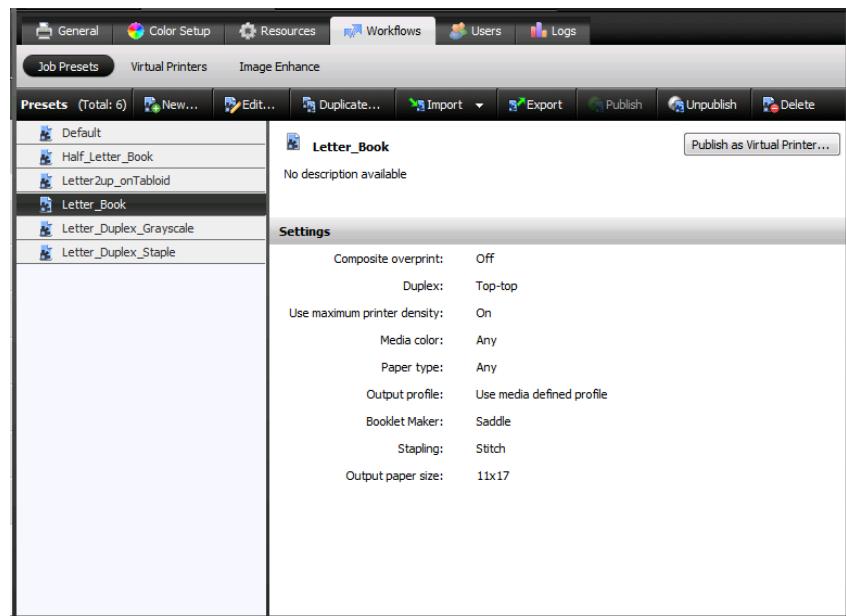 General Color Setup Resources Workflows Users Logs
Job Presets Virtual Printers Image Enhance
Presets (Total: 6) New... Edit... Duplicate... Import Export Publish Unpublish Delete
Default
Half_Letter_Book
Letter2up_onTabloid
Letter_Book
Letter_Duplex_Grayscale
Letter_Duplex_Staple
Letter_Book Publish as Virtual Printer...
No description available
Settings
Composite overprint: Off
Duplex: Top-top
Use maximum printer density: On
Media color: Any
Paper type: Any
Output profile: Use media defined profile
Booklet Maker: Saddle
Stapling: Stitch
Output paper size: 11x17